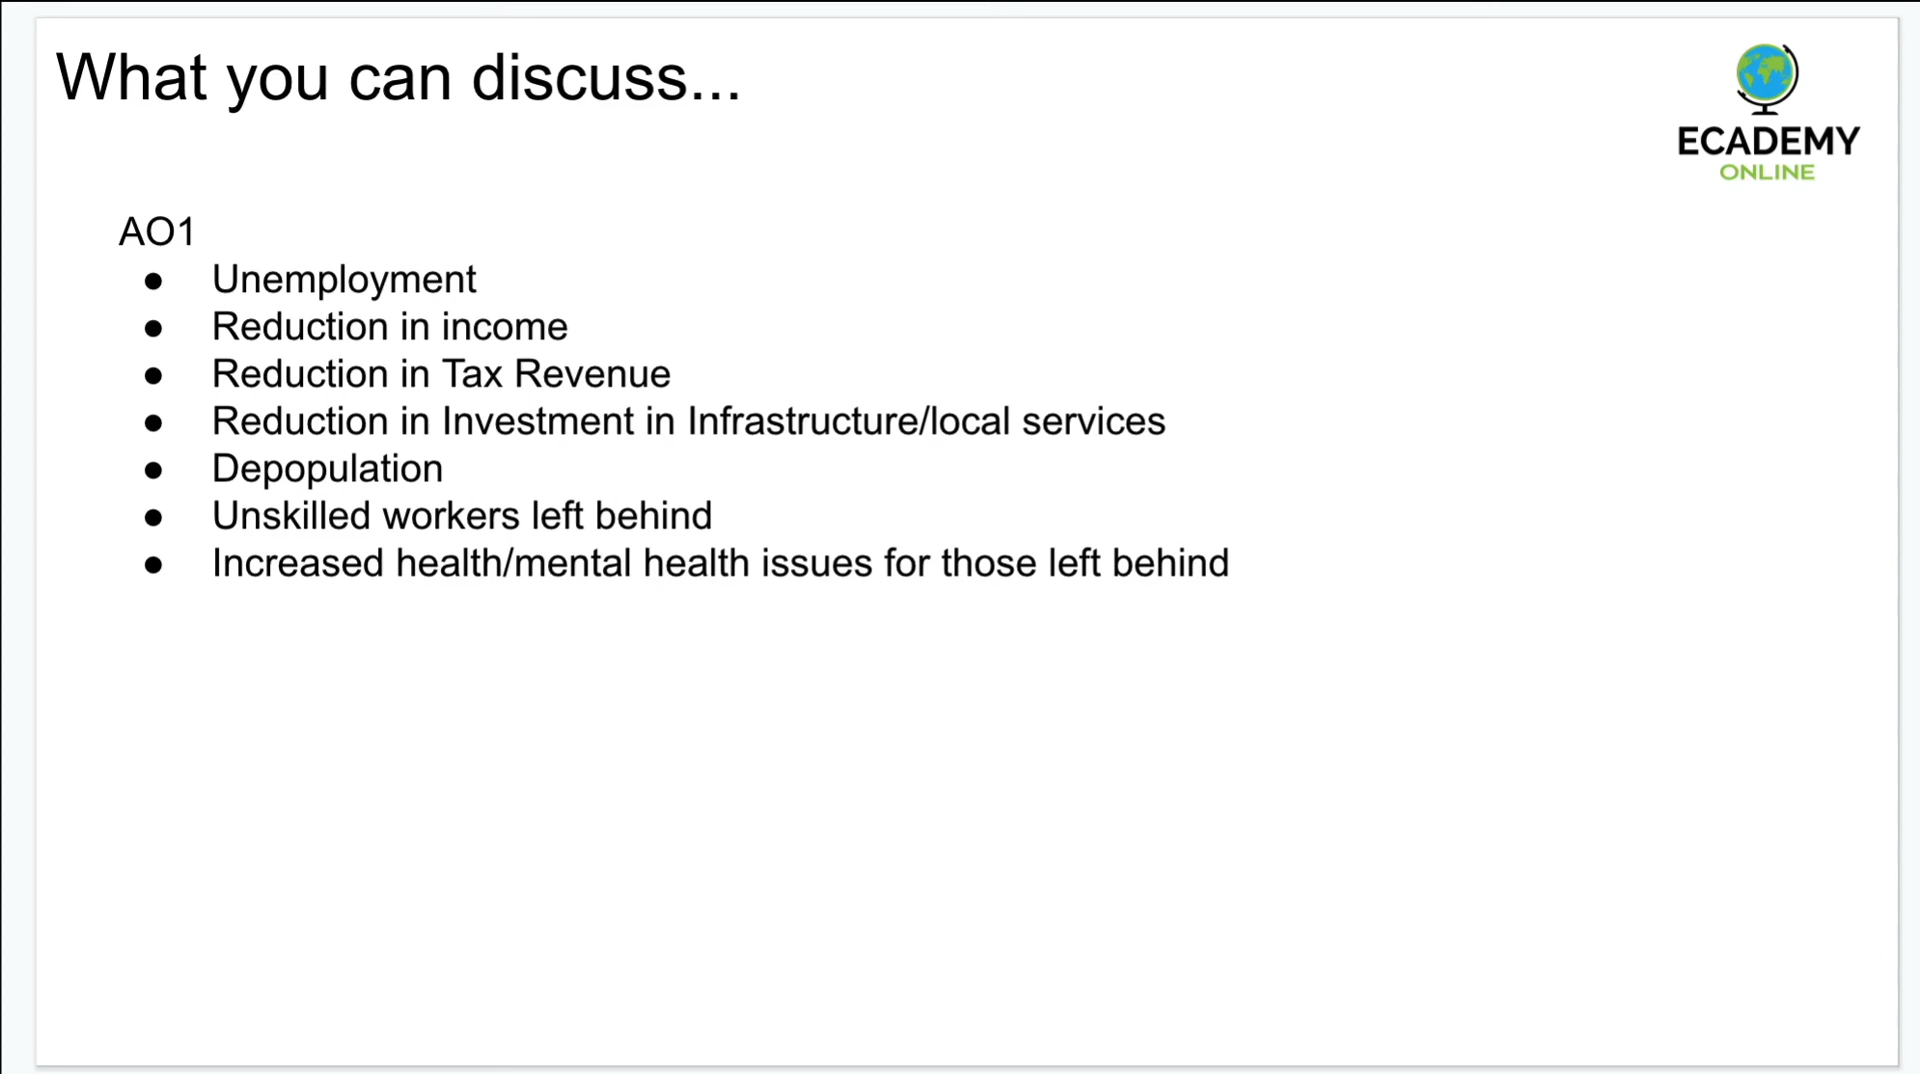 What you can discuss...
ECADEMY
ONLINE
AO1
● Unemployment
● Reduction in income
● Reduction in Tax Revenue
● Reduction in Investment in Infrastructure/local services
● Depopulation
● Unskilled workers left behind
● Increased health/mental health issues for those left behind